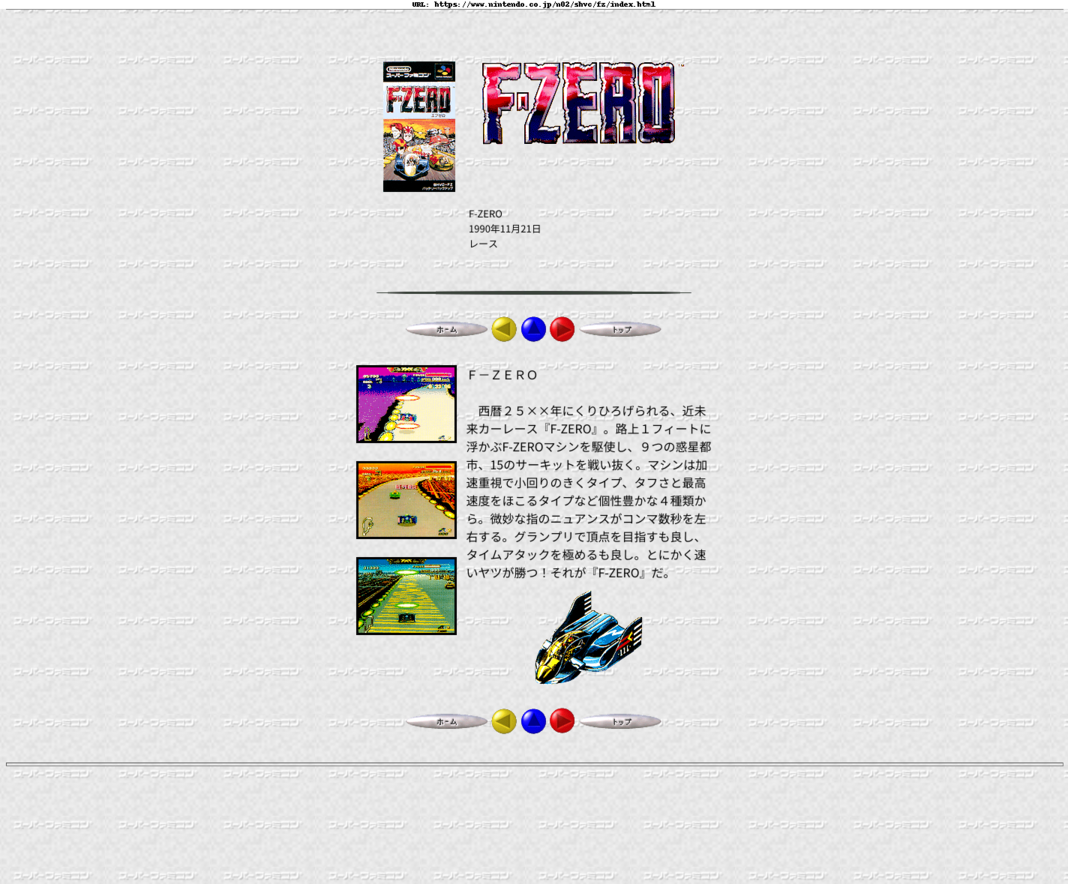 URL: https://www.nintendo.co.jp/n02/shvc/fz/index.html
スーパーファミコン
F-ZERO
F-ZERO
F-ZERO
1990年11月21日
レース
ホーム
トップ
Ｆ－ＺＥＲＯ
西暦２５××年にくりひろげられる、近未
来カーレース『F-ZERO』。路上１フィートに
浮かぶF-ZEROマシンを駆使し、９つの惑星都
市、15のサーキットを戦い抜く。マシンは加
速重視で小回りのきくタイプ、タフさと最高
速度をほこるタイプなど個性豊かな４種類か
ら。微妙な指のニュアンスがコンマ数秒を左
右する。グランプリで頂点を目指すも良し、
タイムアタックを極めるも良し。とにかく速
いヤツが勝つ！それが『F-ZERO』だ。
ホーム
トップ